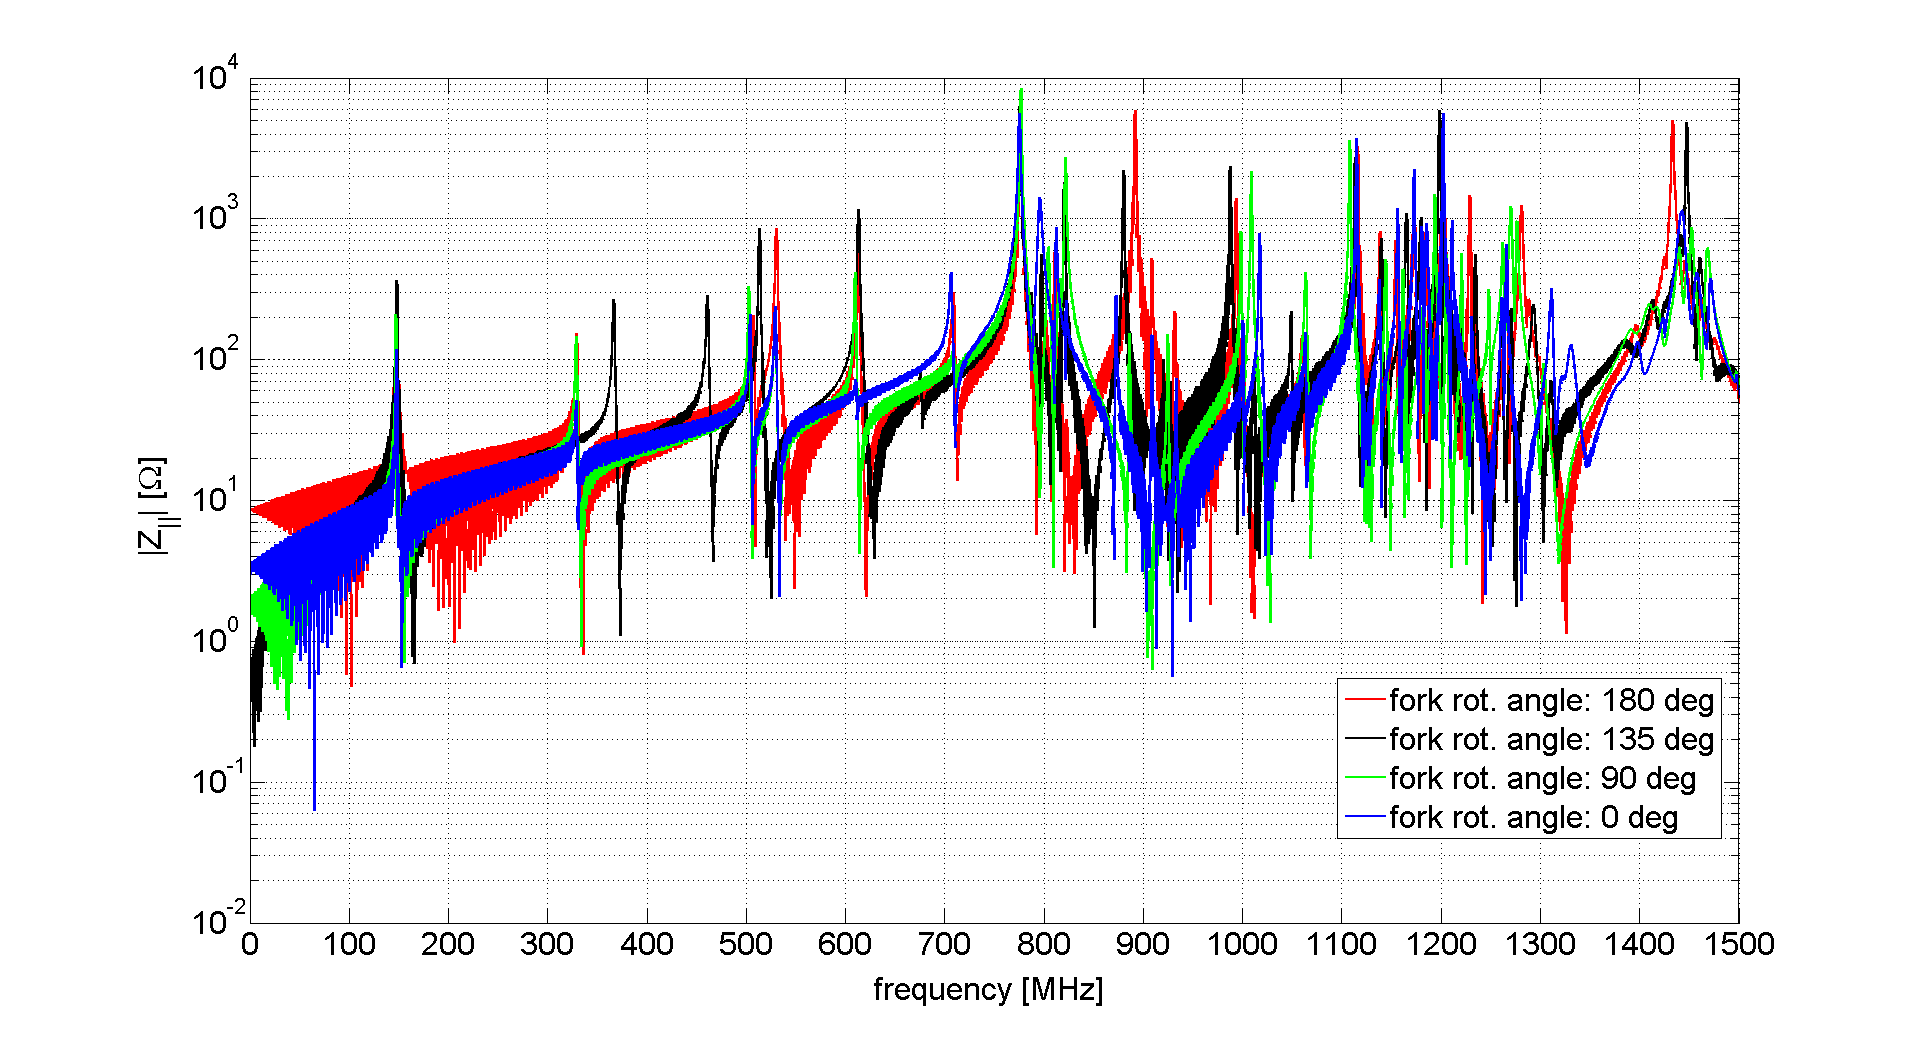 10^4
10^3
10^2
10^1
10^0
10^-1
10^-2
|Z_||| [Ω]
0 100 200 300 400 500 600 700 800 900 1000 1100 1200 1300 1400 1500
frequency [MHz]
fork rot. angle: 180 deg
fork rot. angle: 135 deg
fork rot. angle: 90 deg
fork rot. angle: 0 deg